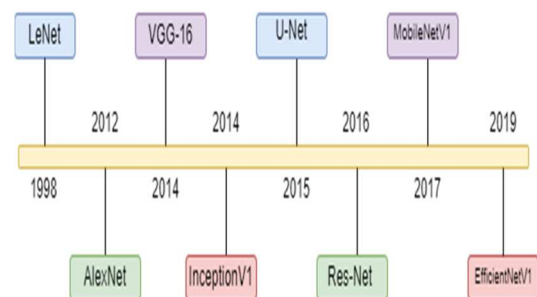 LeNet
VGG-16
U-Net
MobileNetV1
2012
2014
2016
2019
1998
2014
2015
2017
AlexNet
InceptionV1
Res-Net
EfficientNetV1